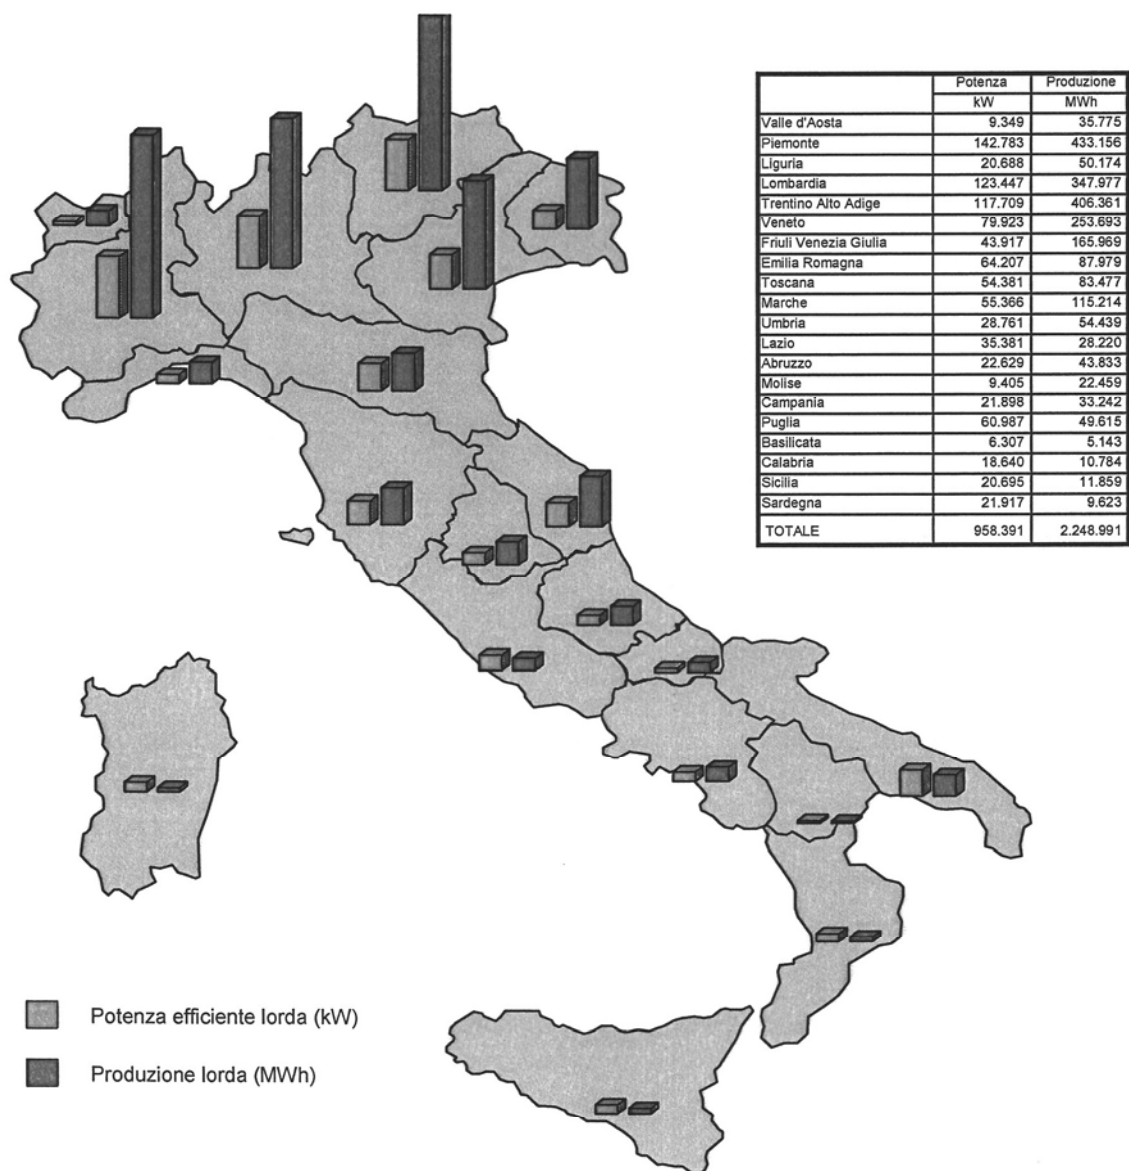 Potenza Produzione
kW MWh
Valle d'Aosta 9.349 35.775
Piemonte 142.783 433.156
Liguria 20.688 50.174
Lombardia 123.447 347.977
Trentino Alto Adige 117.709 406.361
Veneto 79.923 253.693
Friuli Venezia Giulia 43.917 165.969
Emilia Romagna 64.207 87.979
Toscana 54.381 83.477
Marche 55.366 115.214
Umbria 28.761 54.439
Lazio 35.381 28.220
Abruzzo 22.629 43.833
Molise 9.405 22.459
Campania 21.898 33.242
Puglia 60.987 49.615
Basilicata 6.307 5.143
Calabria 18.640 10.784
Sicilia 20.695 11.859
Sardegna 21.917 9.623
TOTALE 958.391 2.248.991
Potenza efficiente lorda (kW)
Produzione lorda (MWh)